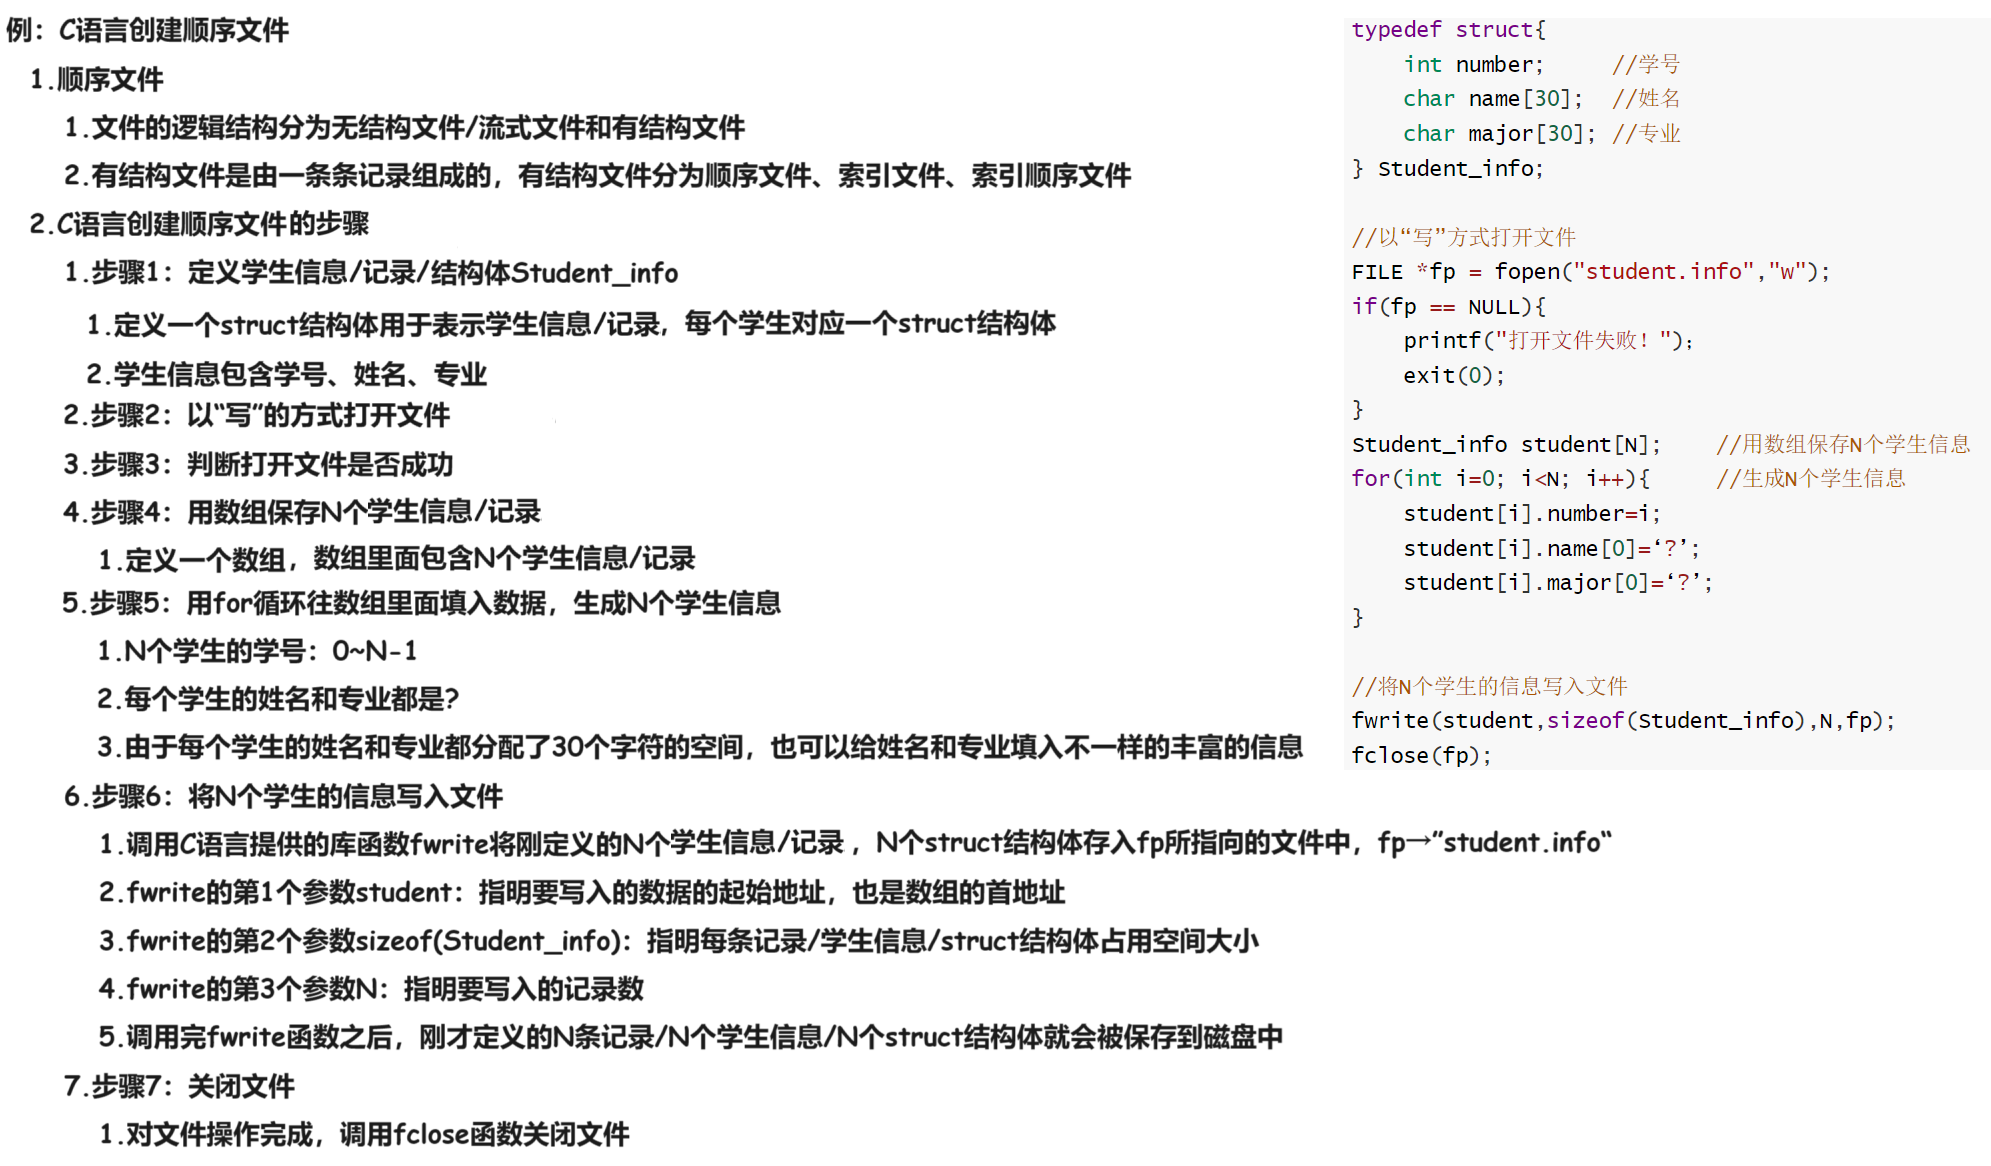 例：C语言创建顺序文件
1.顺序文件
1.文件的逻辑结构分为无结构文件/流式文件和有结构文件
2.有结构文件是由一条条记录组成的，有结构文件分为顺序文件、索引文件、索引顺序文件
2.C语言创建顺序文件的步骤
1.步骤1：定义学生信息/记录/结构体Student_info
1.定义一个struct结构体用于表示学生信息/记录，每个学生对应一个struct结构体
2.学生信息包含学号、姓名、专业
2.步骤2：以“写”的方式打开文件
3.步骤3：判断打开文件是否成功
4.步骤4：用数组保存N个学生信息/记录
1.定义一个数组，数组里面包含N个学生信息/记录
5.步骤5：用for循环往数组里面填入数据，生成N个学生信息
1.N个学生的学号：0~N-1
2.每个学生的姓名和专业都是?
3.由于每个学生的姓名和专业都分配了30个字符的空间，也可以给姓名和专业填入不一样的丰富的信息
6.步骤6：将N个学生的信息写入文件
1.调用C语言提供的库函数fwrite将刚定义的N个学生信息/记录，N个struct结构体存入fp所指向的文件中，fp→”student.info“
2.fwrite的第1个参数student：指明要写入的数据的起始地址，也是数组的首地址
3.fwrite的第2个参数sizeof(Student_info)：指明每条记录/学生信息/struct结构体占用空间大小
4.fwrite的第3个参数N：指明要写入的记录数
5.调用完fwrite函数之后，刚才定义的N条记录/N个学生信息/N个struct结构体就会被保存到磁盘中
7.步骤7：关闭文件
1.对文件操作完成，调用fclose函数关闭文件
typedef struct{
    int number;     //学号
    char name[30];  //姓名
    char major[30]; //专业
} Student_info;
//以“写”方式打开文件
FILE *fp = fopen("student.info","w");
if(fp == NULL){
    printf("打开文件失败！");
    exit(0);
}
Student_info student[N];    //用数组保存N个学生信息
for(int i=0; i<N; i++){     //生成N个学生信息
    student[i].number=i;
    student[i].name[0]=‘?’;
    student[i].major[0]=‘?’;
}
//将N个学生的信息写入文件
fwrite(student,sizeof(Student_info),N,fp);
fclose(fp);